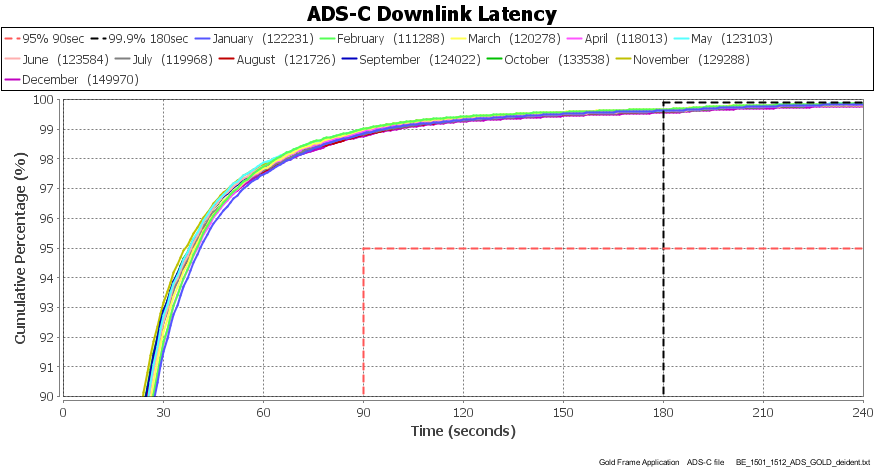 ADS-C Downlink Latency
95% 90sec 99.9% 180sec January (122231) February (111288) March (120278) April (118013) May (123103)
June (123584) July (119968) August (121726) September (124022) October (133538) November (129288)
December (149970)
Cumulative Percentage (%)
100
99
98
97
96
95
94
93
92
91
90
0 30 60 90 120 150 180 210 240
Time (seconds)
Gold Frame Application ADS-C file BE_1501_1512_ADS_GOLD_deident.txt